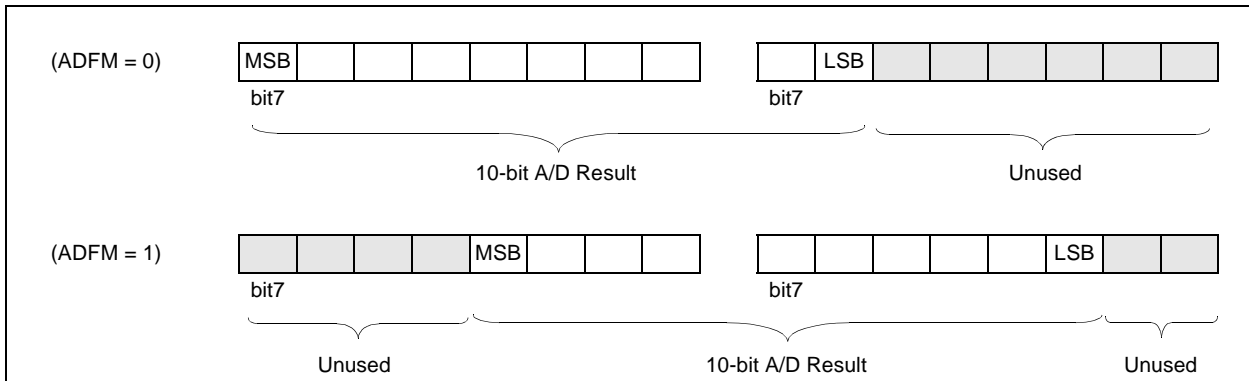 (ADFM = 0) MSB LSB
bit7 bit7
10-bit A/D Result Unused
(ADFM = 1) MSB LSB
bit7 bit7
Unused 10-bit A/D Result Unused